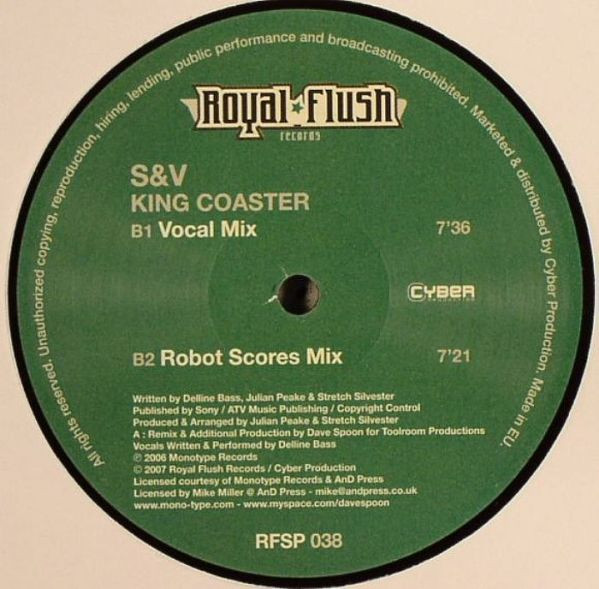 All rights reserved. Unauthorized copying, reproduction, hiring, lending, public performance and broadcasting prohibited. Marketed & distributed by Cyber Production. Made in EU.
Royal Flush
records
S&V
KING COASTER
B1 Vocal Mix 7'36
CYBER
PRODUCTION
B2 Robot Scores Mix 7'21
Written by Delline Bass, Julian Peake & Stretch Silvester
Published by Sony / ATV Music Publishing / Copyright Control
Produced & Arranged by Julian Peake & Stretch Silvester
A : Remix & Additional Production by Dave Spoon for Toolroom Productions
Vocals Written & Performed by Delline Bass
℗ 2006 Monotype Records
© 2007 Royal Flush Records / Cyber Production
Licensed courtesy of Monotype Records & AnD Press
Licensed by Mike Miller @ AnD Press - mike@andpress.co.uk
www.mono-type.com - www.myspace.com/davespoon
RFSP 038